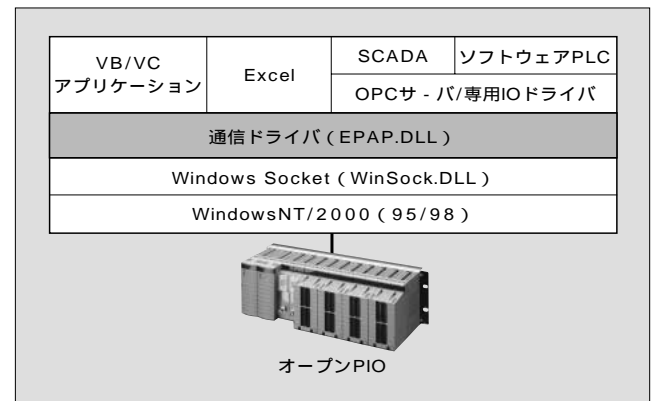 VB/VC
アプリケーション
Excel
SCADA
ソフトウェアPLC
OPCサ - バ/専用IOドライバ
通信ドライバ ( EPAP.DLL )
Windows Socket ( WinSock.DLL )
WindowsNT/2000 ( 95/98 )
オープンPIO